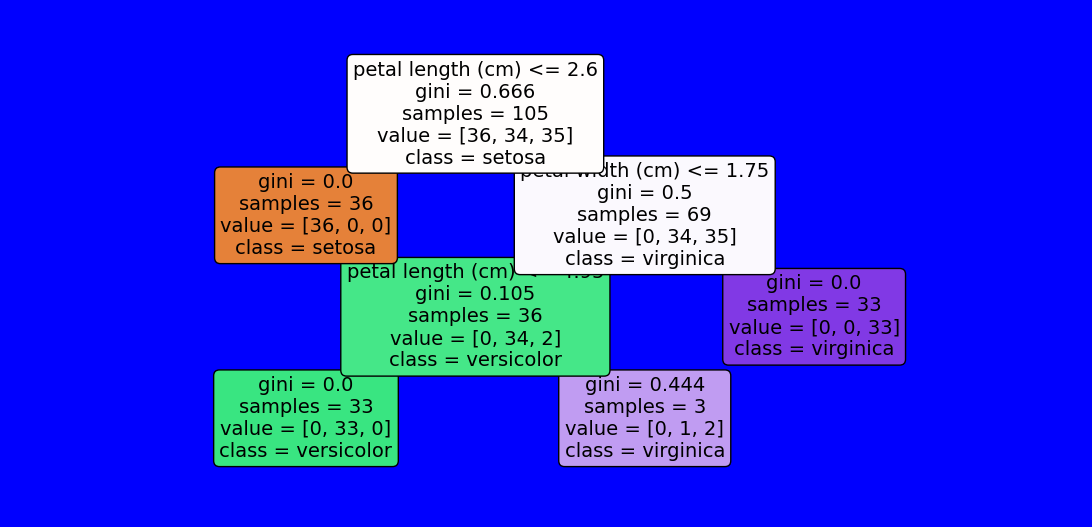 petal length (cm) <= 2.6
gini = 0.666
samples = 105
value = [36, 34, 35]
class = setosa
gini = 0.0
samples = 36
value = [36, 0, 0]
class = setosa
petal width (cm) <= 1.75
gini = 0.5
samples = 69
value = [0, 34, 35]
class = virginica
petal length (cm)
gini = 0.105
samples = 36
value = [0, 34, 2]
class = versicolor
gini = 0.0
samples = 33
value = [0, 0, 33]
class = virginica
gini = 0.0
samples = 33
value = [0, 33, 0]
class = versicolor
gini = 0.444
samples = 3
value = [0, 1, 2]
class = virginica